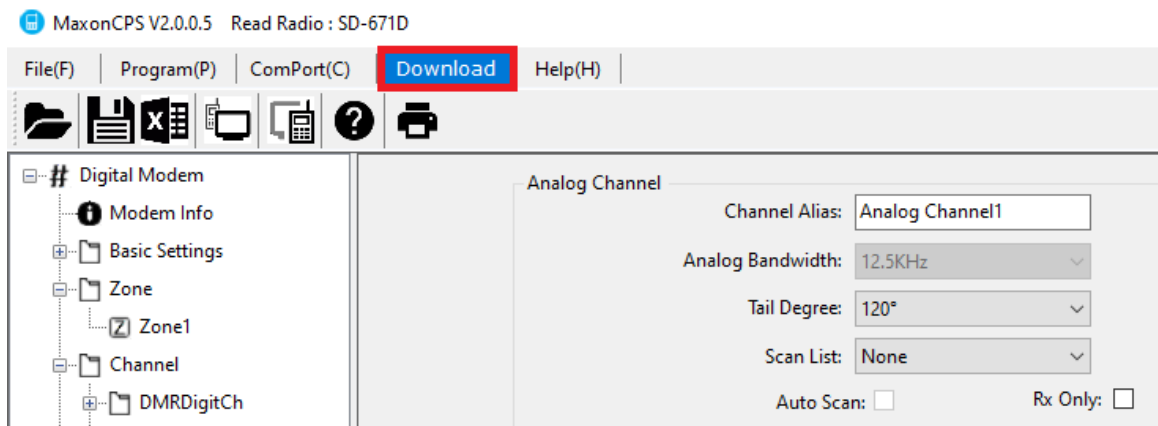 MaxonCPS V2.0.0.5 Read Radio : SD-671D
File(F) Program(P) ComPort(C) Download Help(H)
Digital Modem
Modem Info
Basic Settings
Zone
Zone1
Channel
DMRDigitCh
Analog Channel
Channel Alias: Analog Channel1
Analog Bandwidth: 12.5KHz
Tail Degree: 120°
Scan List: None
Auto Scan: Rx Only: